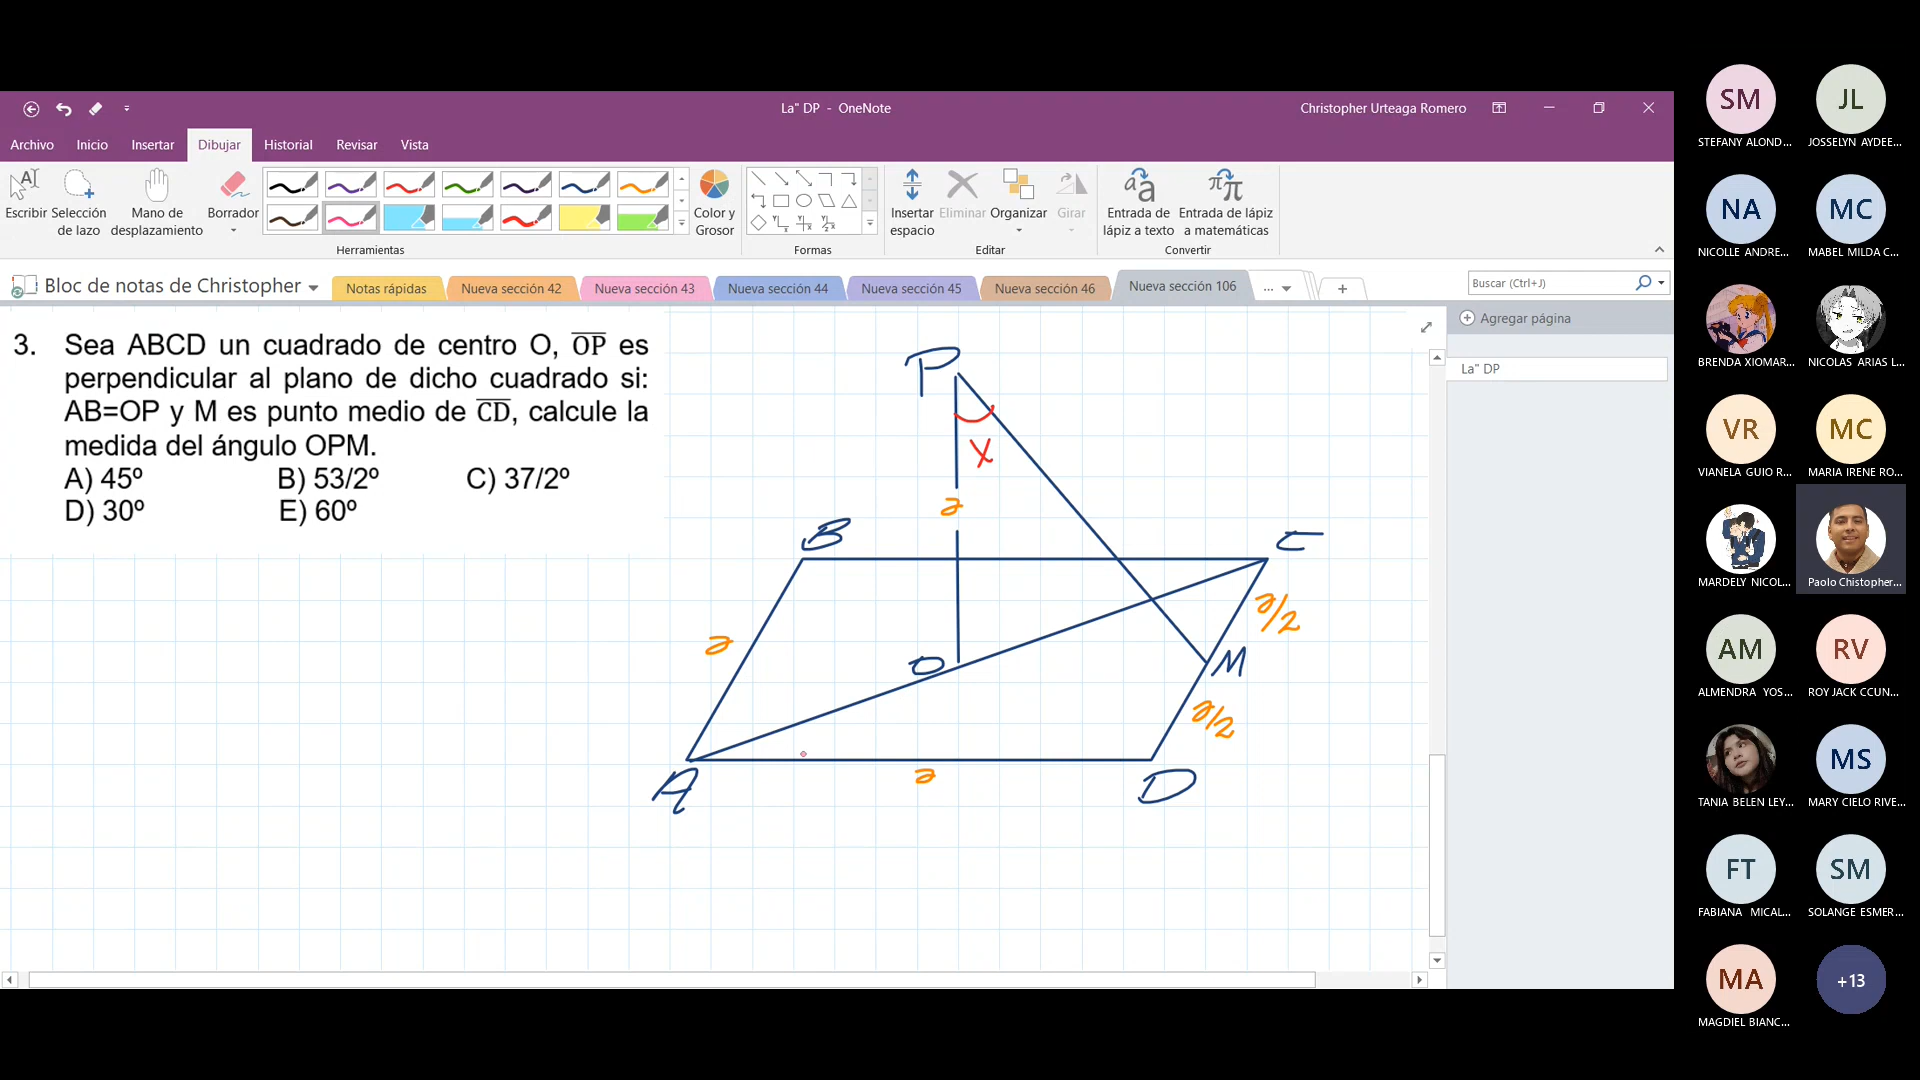 La" DP - OneNote
Christopher Urteaga Romero
Archivo Inicio Insertar Dibujar Historial Revisar Vista
Escribir
Selección de lazo
Mano de desplazamiento
Borrador
Herramientas
Color y Grosor
Formas
Insertar espacio
Eliminar
Organizar
Girar
Editar
Entrada de lápiz a texto
Entrada de lápiz a matemáticas
Convertir
Bloc de notas de Christopher
Notas rápidas
Nueva sección 42
Nueva sección 43
Nueva sección 44
Nueva sección 45
Nueva sección 46
Nueva sección 106
...
Buscar (Ctrl+J)
Agregar página
La" DP
3. Sea ABCD un cuadrado de centro O, OP es
perpendicular al plano de dicho cuadrado si:
AB=OP y M es punto medio de CD, calcule la
medida del ángulo OPM.
A) 45º B) 53/2º C) 37/2º
D) 30º E) 60º
P
X
a
B
C
a
a/2
O
M
a/2
A
a
D
SM
STEFANY ALOND...
JL
JOSSELYN AYDEE...
NA
NICOLLE ANDRE...
MC
MABEL MILDA C...
BRENDA XIOMAR...
NICOLAS ARIAS L...
VR
VIANELA GUIO R...
MC
MARIA IRENE RO...
MARDELY NICOL...
Paolo Chistopher...
AM
ALMENDRA YOS...
RV
ROY JACK CCUN...
TANIA BELEN LEY...
MS
MARY CIELO RIVE...
FT
FABIANA MICAL...
SM
SOLANGE ESMER...
MA
MAGDIEL BIANC...
+13